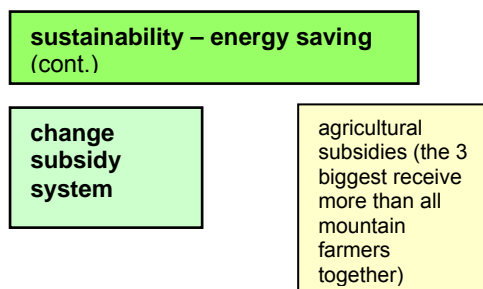 sustainability – energy saving
(cont.)
change
subsidy
system
agricultural
subsidies (the 3
biggest receive
more than all
mountain
farmers
together)